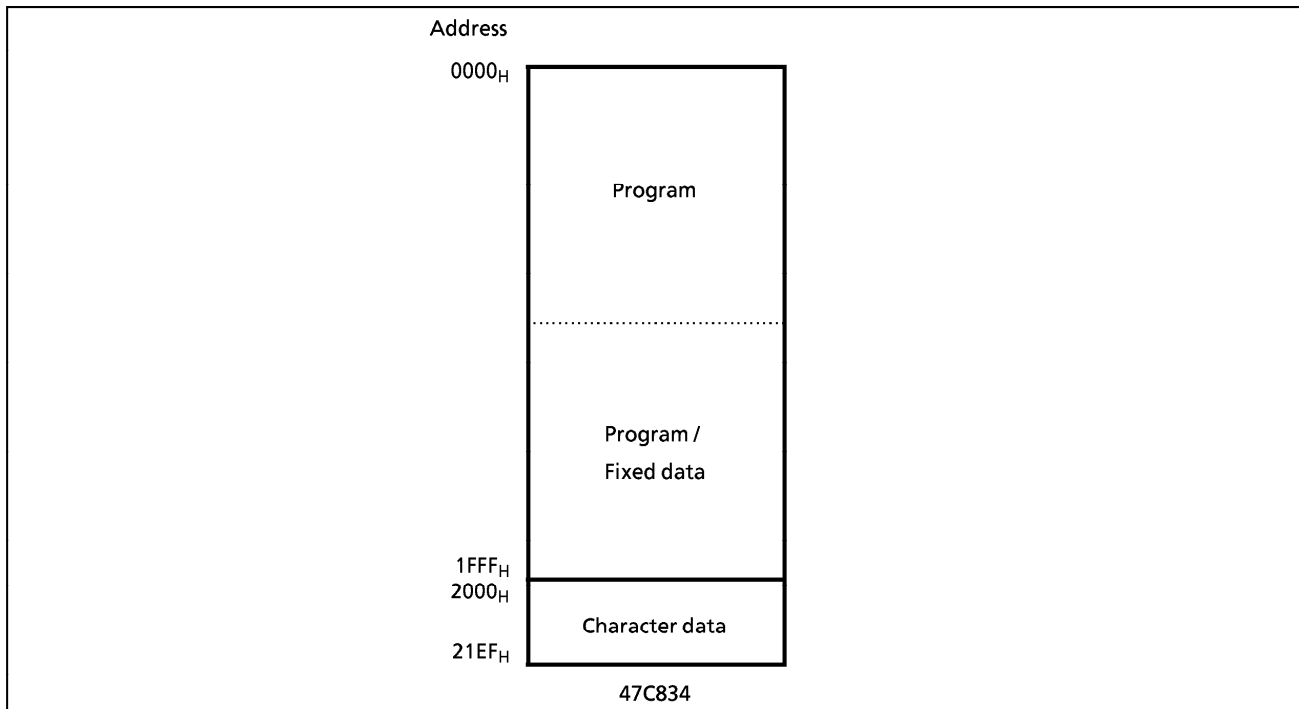 Address
0000H
Program
Program /
Fixed data
1FFFH
2000H
Character data
21EFH
47C834